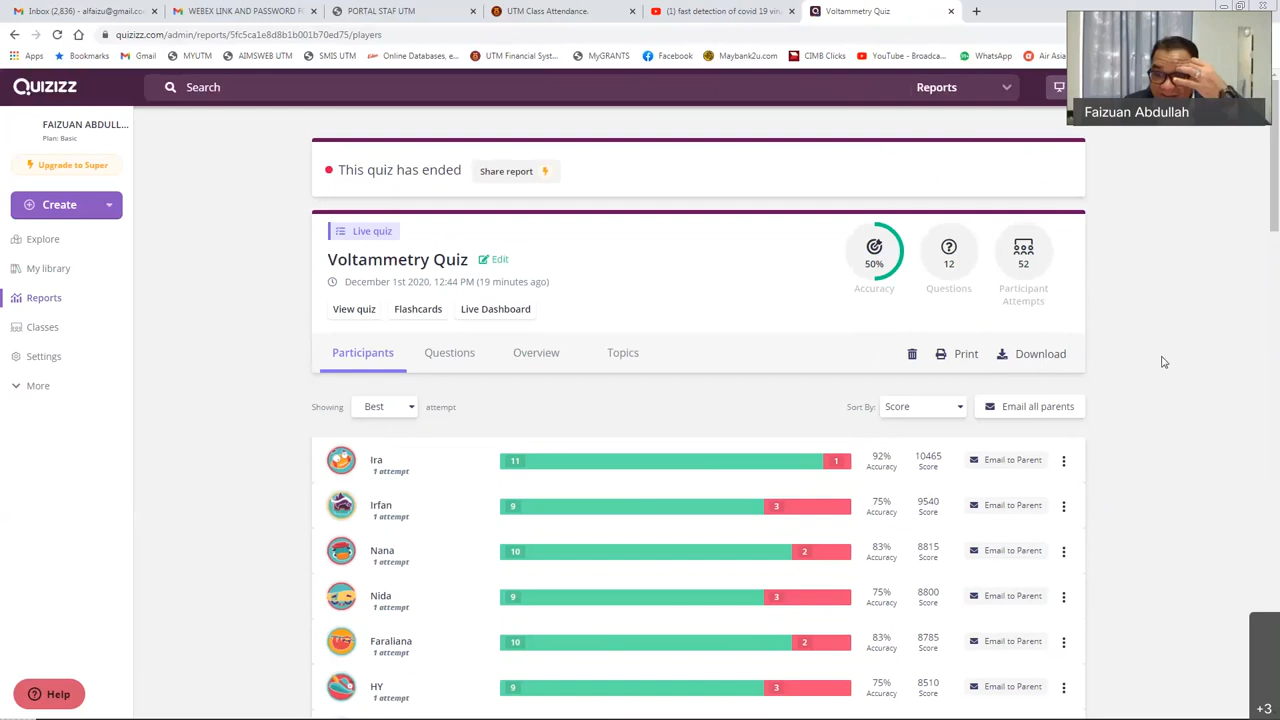 Inbox (2,836) - alfaizu@gmail.co
WEBEX LINK AND PASSWORD FO
PORTAL STAF UTM
UTM Class Attendance.
(1) fast detection of covid 19 viru
Voltammetry Quiz
quizizz.com/admin/reports/5fc5ca1e8d8b1b001b70ed75/players
Apps
Bookmarks
Gmail
MYUTM
AIMSWEB UTM
SMIS UTM
Online Databases, e...
UTM Financial Syst...
MyGRANTS
Facebook
Maybank2u.com
CIMB Clicks
YouTube - Broadca...
WhatsApp
Air Asia
QUIZIZZ
Search
Reports
Faizuan Abdullah
FAIZUAN ABDULL...
Plan: Basic
Upgrade to Super
Create
Explore
My library
Reports
Classes
Settings
More
Help
This quiz has ended
Share report
Live quiz
Voltammetry Quiz
Edit
December 1st 2020, 12:44 PM (19 minutes ago)
View quiz
Flashcards
Live Dashboard
50%
Accuracy
12
Questions
52
Participant
Attempts
Participants
Questions
Overview
Topics
Print
Download
Showing
Best
attempt
Sort By:
Score
Email all parents
Ira
1 attempt
11
1
92%
Accuracy
10465
Score
Email to Parent
Irfan
1 attempt
9
3
75%
Accuracy
9540
Score
Email to Parent
Nana
1 attempt
10
2
83%
Accuracy
8815
Score
Email to Parent
Nida
1 attempt
9
3
75%
Accuracy
8800
Score
Email to Parent
Faraliana
1 attempt
10
2
83%
Accuracy
8785
Score
Email to Parent
HY
1 attempt
9
3
75%
Accuracy
8510
Score
Email to Parent
+3